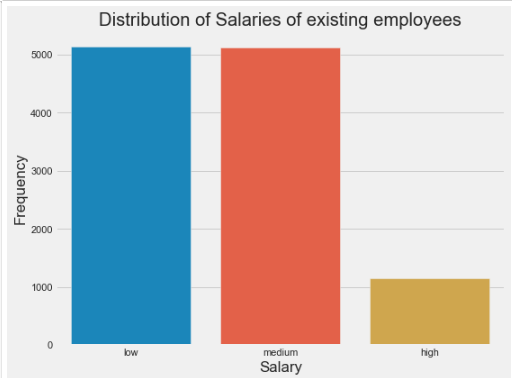 Distribution of Salaries of existing employees
5000
4000
3000
2000
1000
0
Frequency
low medium high
Salary